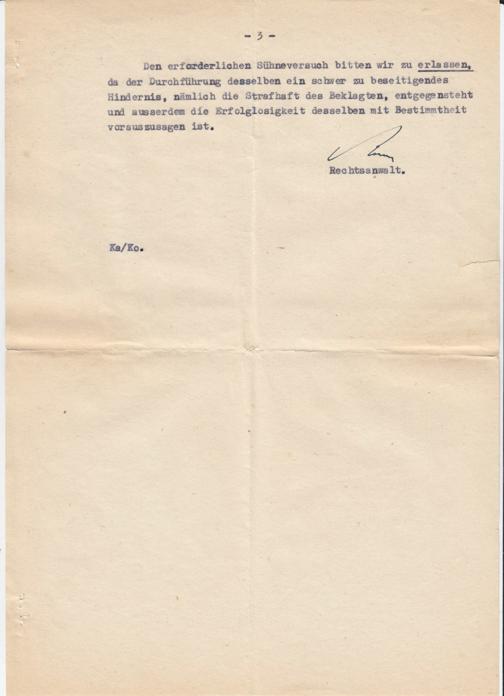 - 3 -
Den erforderlichen Sühneversuch bitten wir zu erlassen,
da der Durchführung desselben ein schwer zu beseitigendes
Hindernis, nämlich die Strafhaft des Beklagten, entgegensteht
und ausserdem die Erfolglosigkeit desselben mit Bestimmtheit
vorauszusagen ist.
Rechtsanwalt.
Ka/Ko.